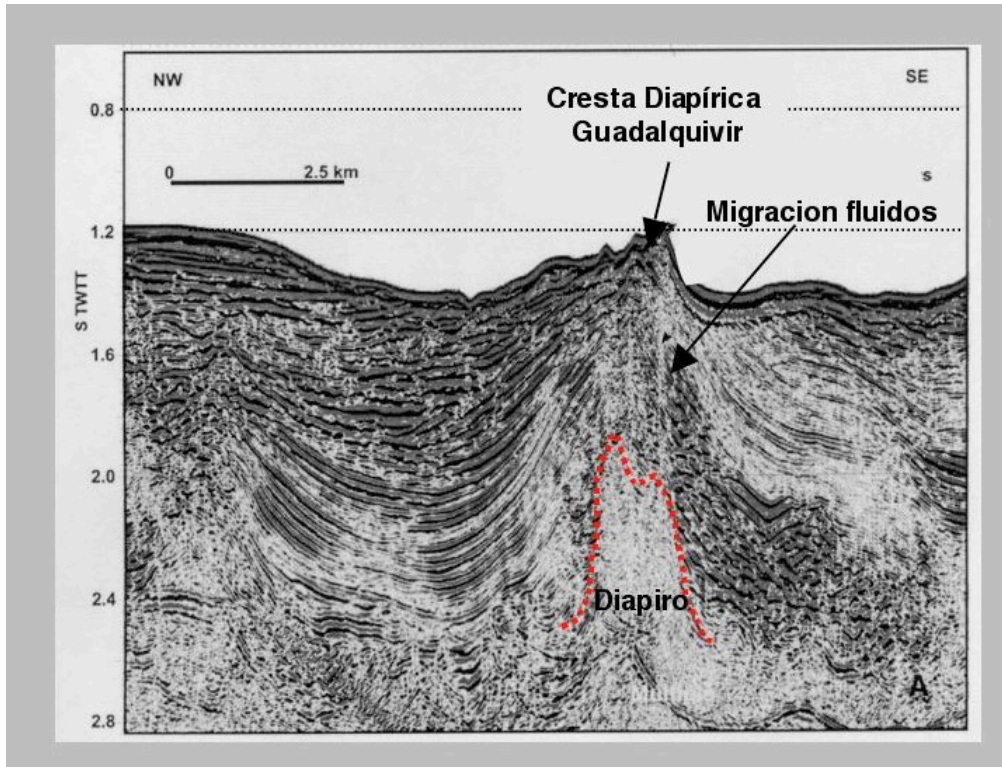 NW
SE
0.8
Cresta Diapírica
Guadalquivir
0
2.5 km
s
Migracion fluidos
1.2
S TWTT
1.6
2.0
2.4
Diapiro
A
2.8